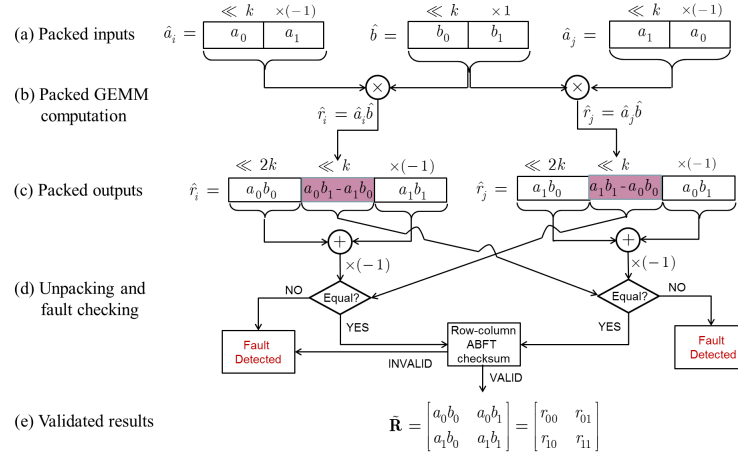 ≪ k ×(−1) ≪ k ×1 ≪ k ×(−1)
(a) Packed inputs â_i = a_0 a_1 b̂ = b_0 b_1 â_j = a_1 a_0
× ×
(b) Packed GEMM
computation
r̂_i = â_i b̂ r̂_j = â_j b̂
≪ 2k ≪ k ×(−1) ≪ 2k ≪ k ×(−1)
(c) Packed outputs r̂_i = a_0b_0 a_0b_1 - a_1b_0 a_1b_1 r̂_j = a_1b_0 a_1b_1 - a_0b_0 a_0b_1
+ +
×(−1) ×(−1)
(d) Unpacking and
fault checking
NO Equal? Equal? NO
YES YES
Fault
Detected
Row-column
ABFT
checksum
Fault
Detected
INVALID
VALID
(e) Validated results R̃ = [a_0b_0 a_0b_1 = [r_00 r_01
a_1b_0 a_1b_1] r_10 r_11]